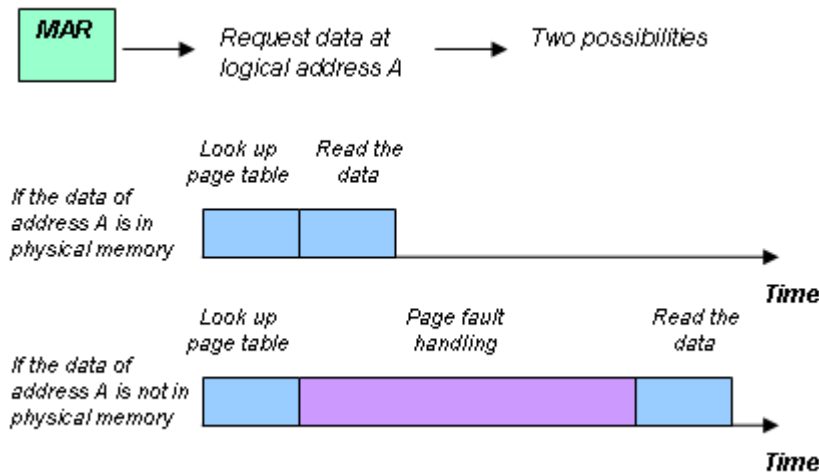 MAR
Request data at
logical address A
Two possibilities
Look up
page table
Read the
data
If the data of
address A is in
physical memory
Time
Look up
page table
Page fault
handling
Read the
data
If the data of
address A is not in
physical memory
Time